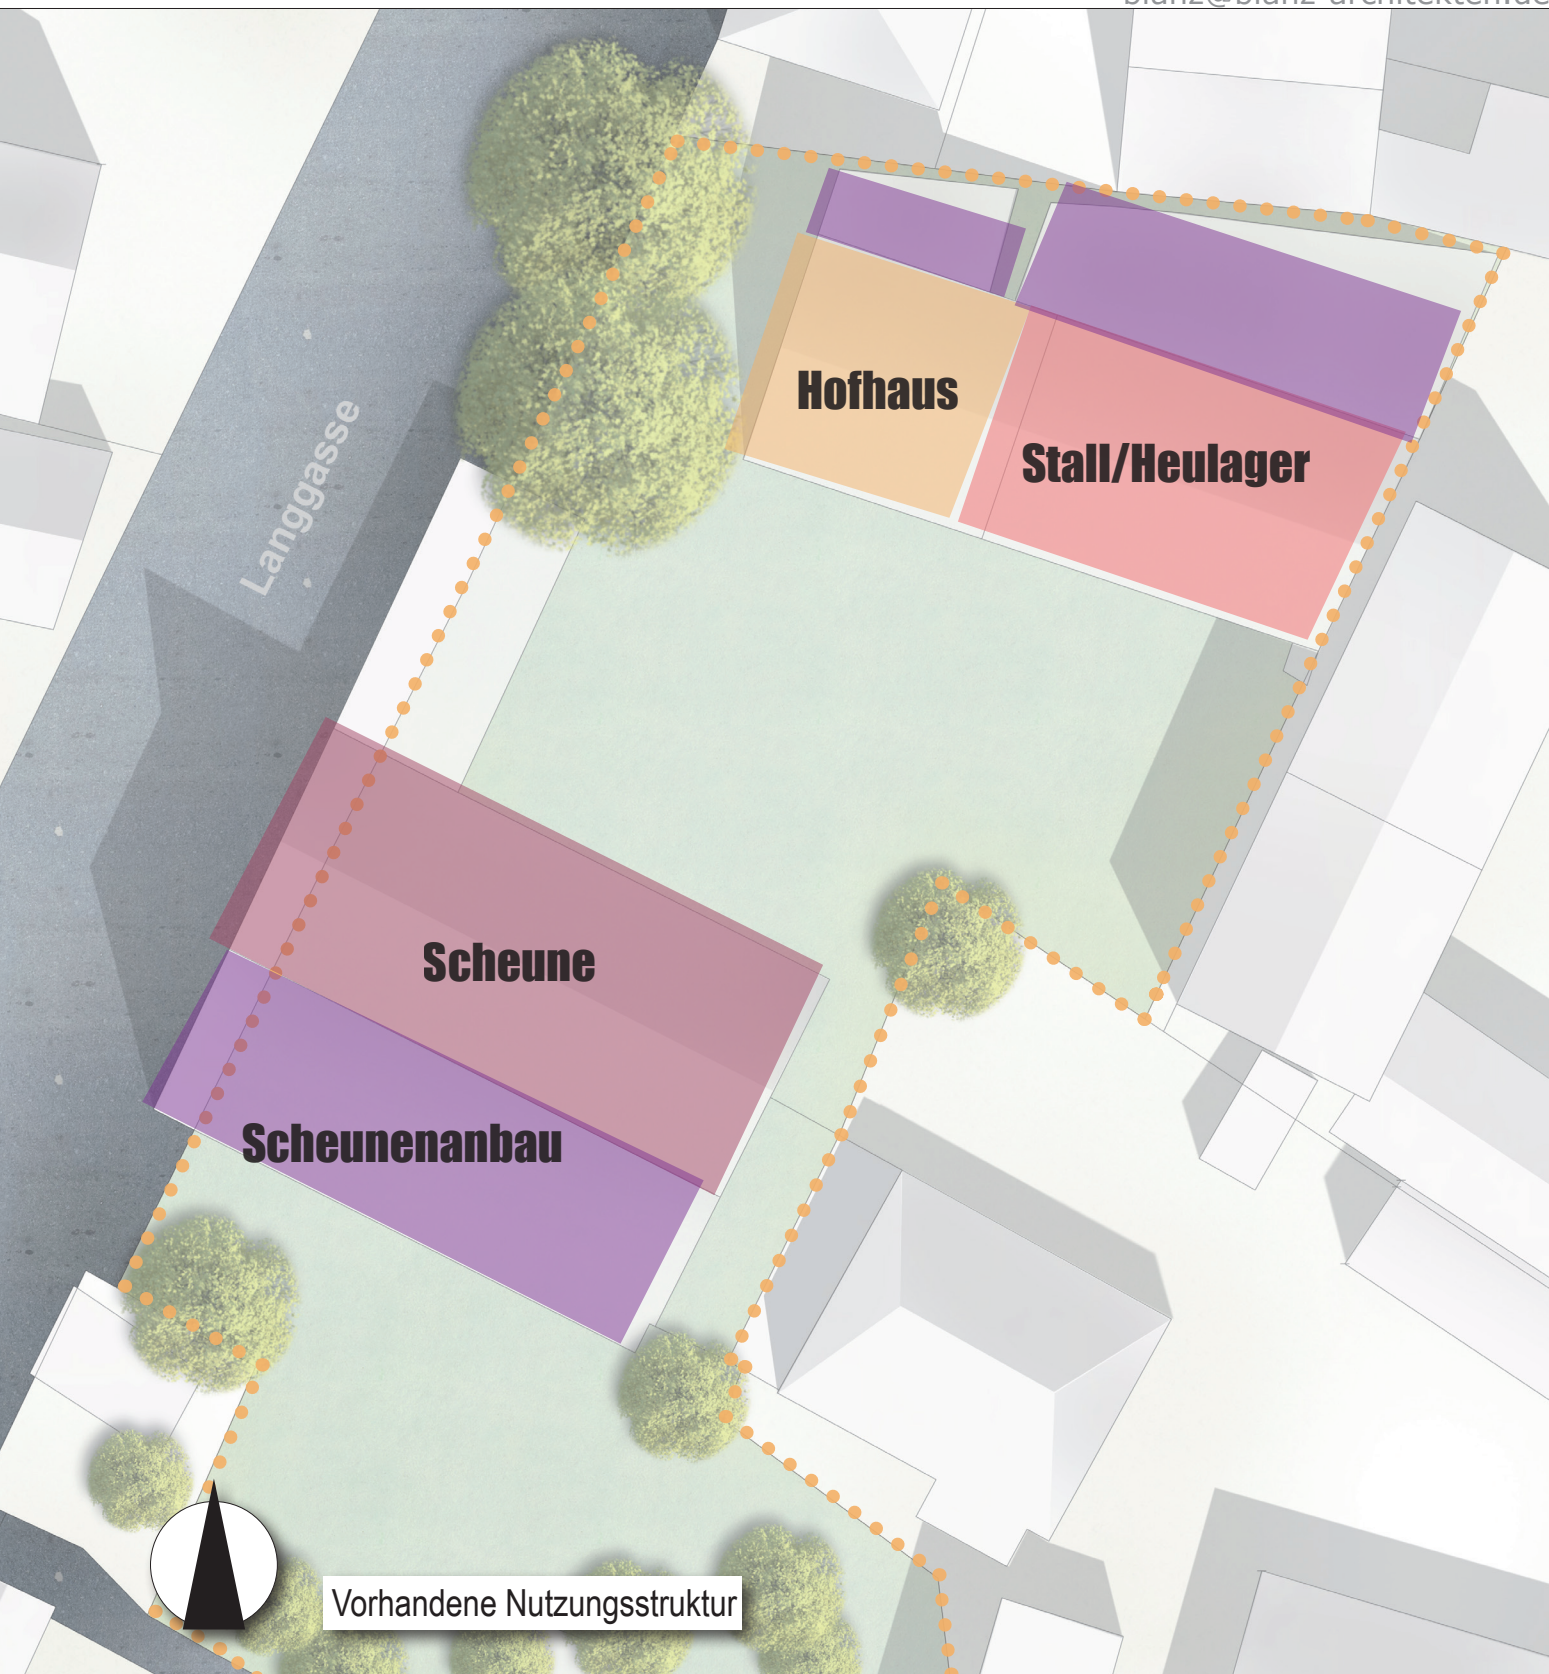 Hofhaus
Stall/Heulager
Langgasse
Scheune
Scheunenanbau
Vorhandene Nutzungsstruktur